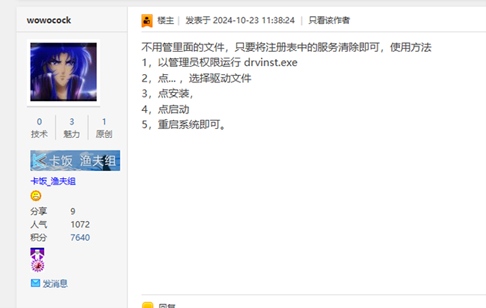 wowocock
楼主 发表于 2024-10-23 11:38:24 只看该作者
不用管里面的文件，只要将注册表中的服务清除即可，使用方法
1，以管理员权限运行 drvinst.exe
2，点... ，选择驱动文件
3，点安装，
4，点启动
5，重启系统即可。
0 3 1
技术 魅力 原创
卡饭 渔夫组
卡饭_渔夫组
分享 9
人气 1072
积分 7640
发消息
回复